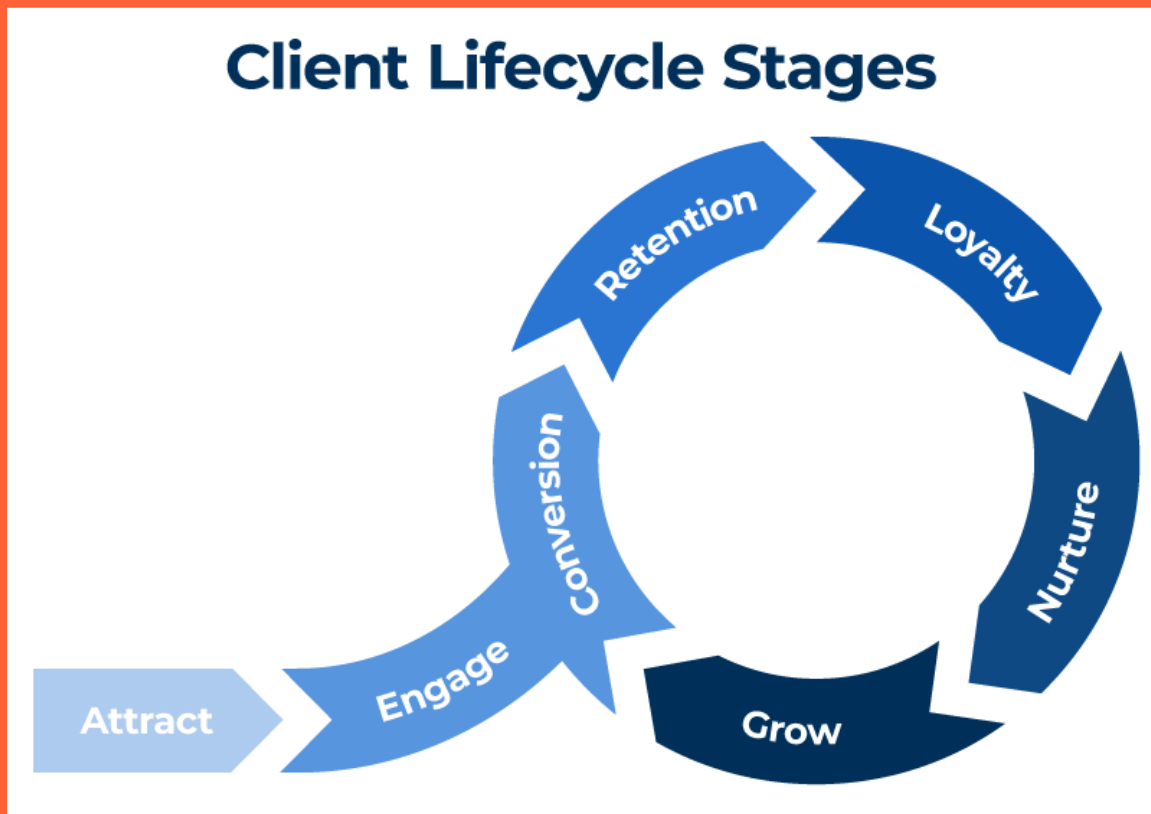 Client Lifecycle Stages
Attract
Engage
Conversion
Retention
Loyalty
Nurture
Grow